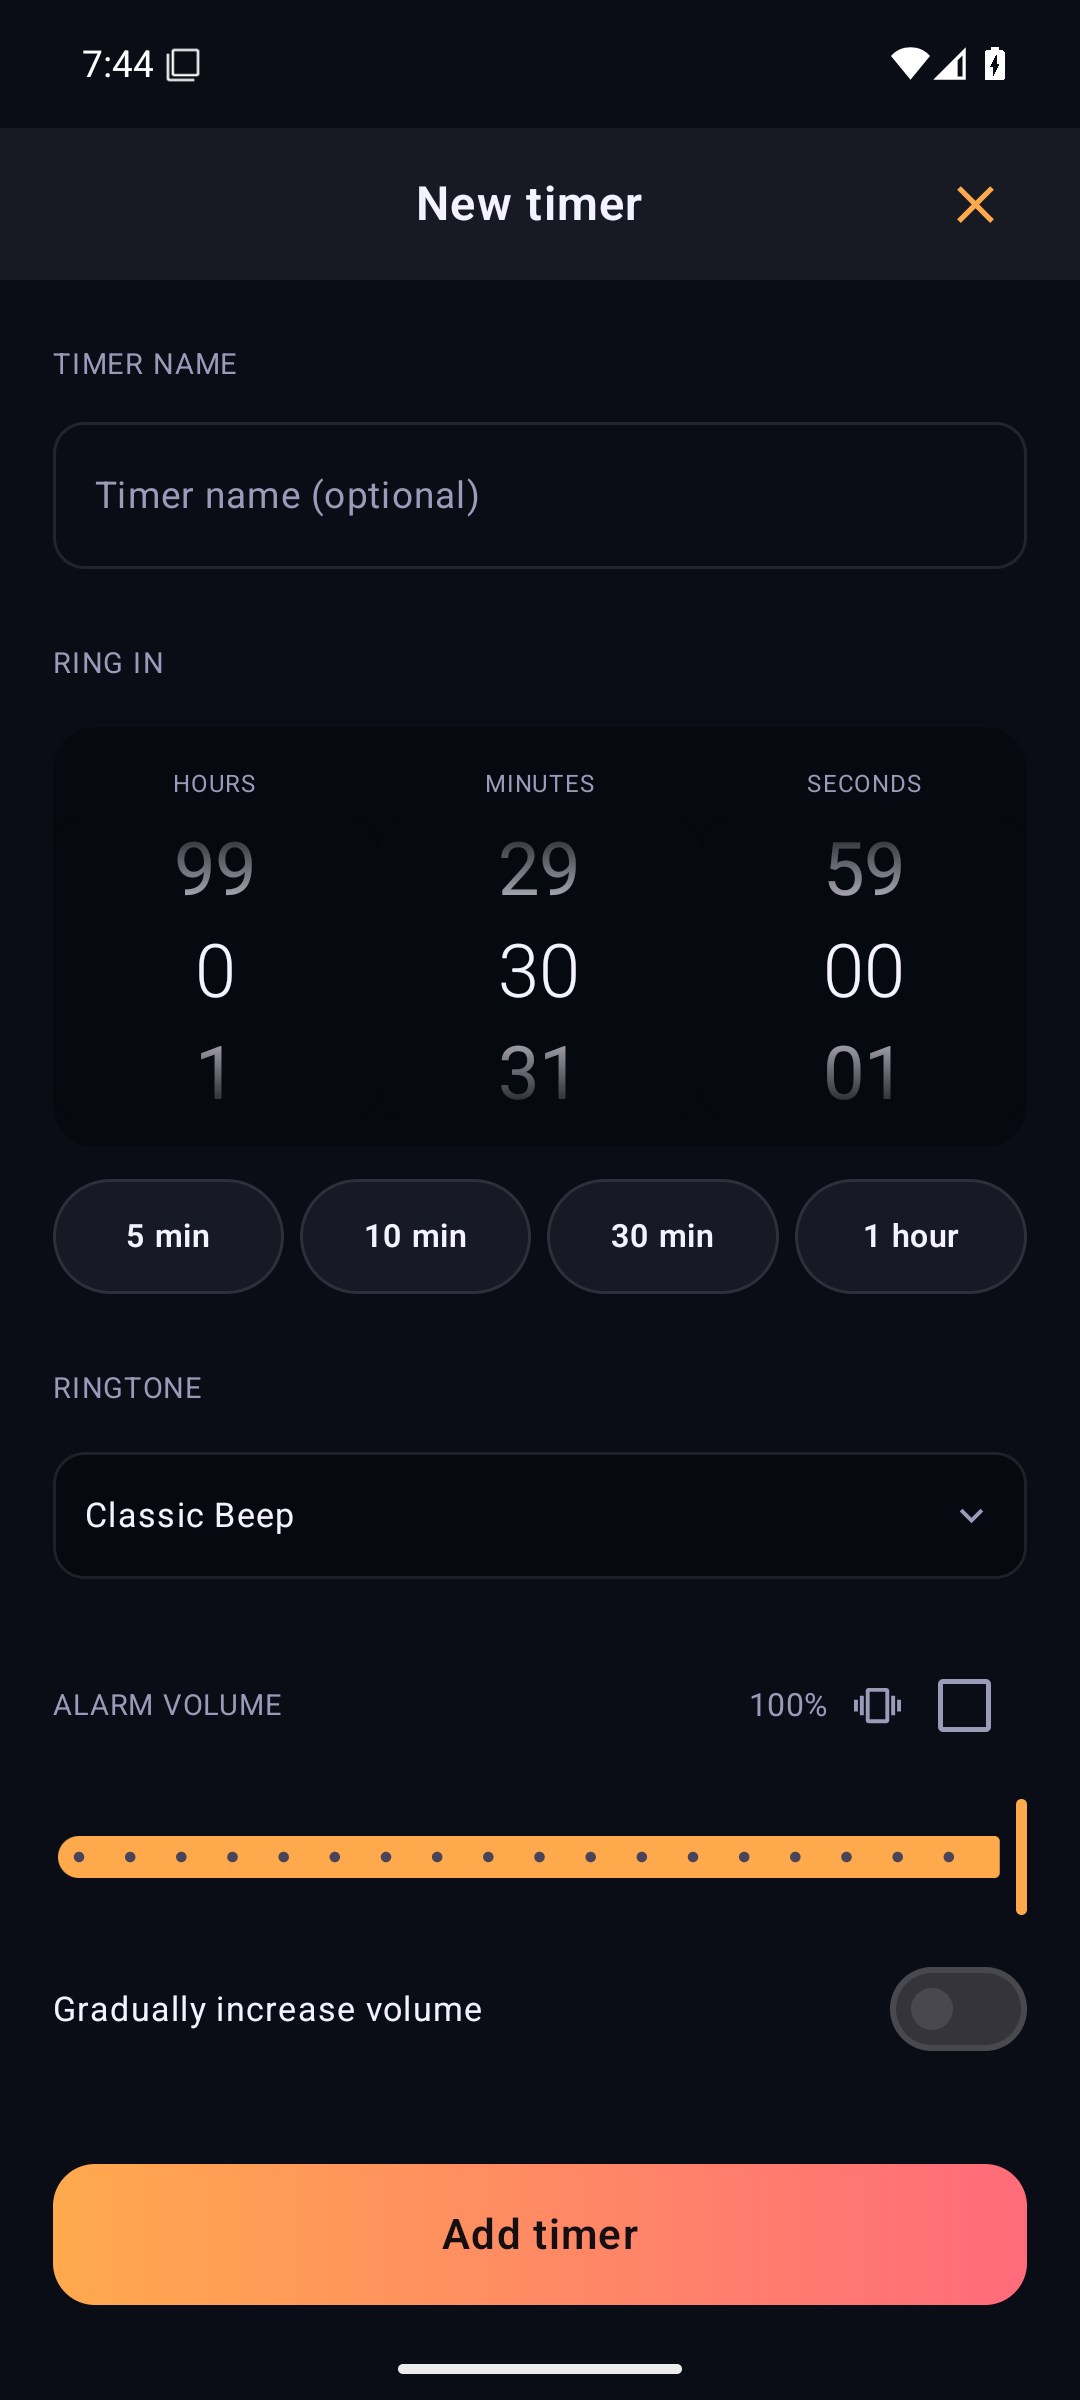 7:44
New timer
TIMER NAME
Timer name (optional)
RING IN
HOURS MINUTES SECONDS
99 29 59
0 30 00
1 31 01
5 min 10 min 30 min 1 hour
RINGTONE
Classic Beep
ALARM VOLUME 100%
Gradually increase volume
Add timer